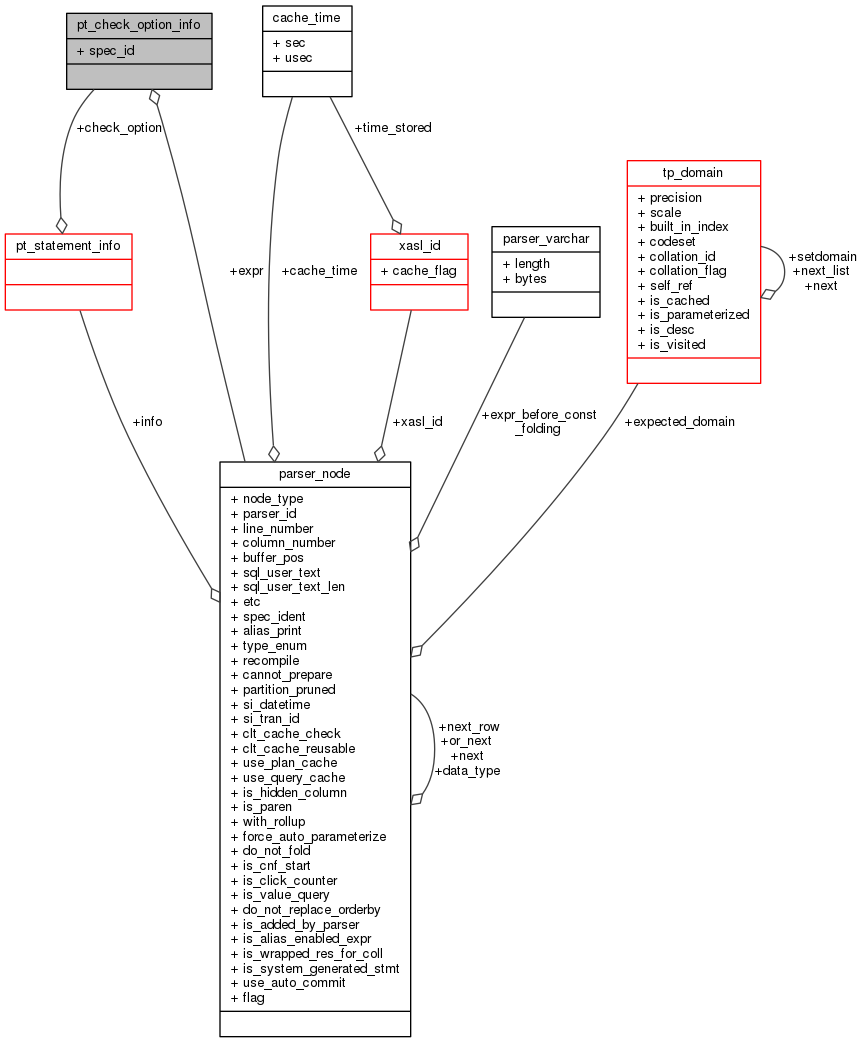 pt_check_option_info
+ spec_id
cache_time
+ sec
+ usec
+check_option
+time_stored
tp_domain
+ precision
+ scale
+ built_in_index
+ codeset
+ collation_id
+ collation_flag
+ self_ref
+ is_cached
+ is_parameterized
+ is_desc
+ is_visited
+setdomain
+next_list
+next
pt_statement_info
xasl_id
+ cache_flag
parser_varchar
+ length
+ bytes
+expr
+cache_time
+info
+xasl_id
+expr_before_const
_folding
+expected_domain
parser_node
+ node_type
+ parser_id
+ line_number
+ column_number
+ buffer_pos
+ sql_user_text
+ sql_user_text_len
+ etc
+ spec_ident
+ alias_print
+ type_enum
+ recompile
+ cannot_prepare
+ partition_pruned
+ si_datetime
+ si_tran_id
+ clt_cache_check
+ clt_cache_reusable
+ use_plan_cache
+ use_query_cache
+ is_hidden_column
+ is_paren
+ with_rollup
+ force_auto_parameterize
+ do_not_fold
+ is_cnf_start
+ is_click_counter
+ is_value_query
+ do_not_replace_orderby
+ is_added_by_parser
+ is_alias_enabled_expr
+ is_wrapped_res_for_coll
+ is_system_generated_stmt
+ use_auto_commit
+ flag
+next_row
+or_next
+next
+data_type